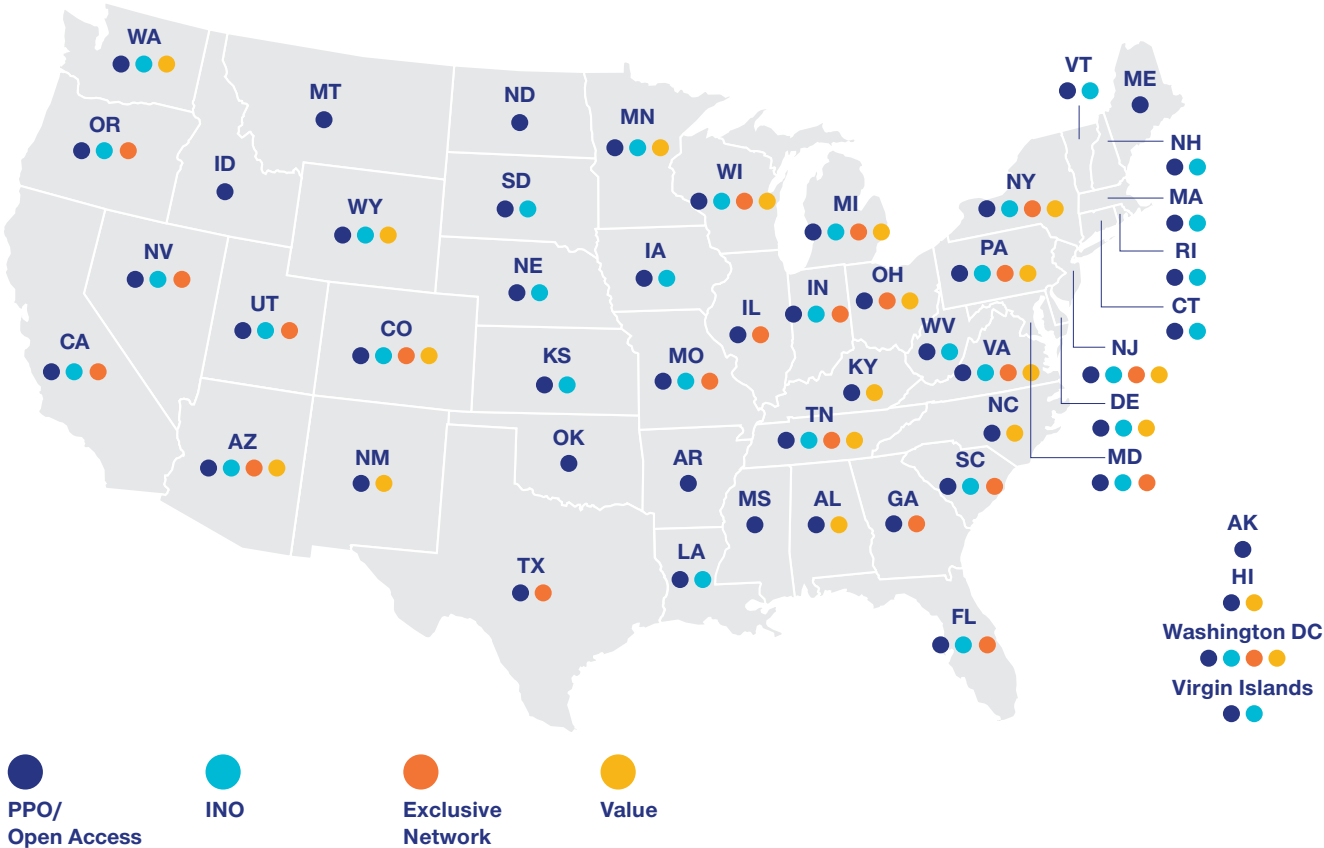 WA
VT
ME
MT
ND
MN
OR
NH
ID
SD
WI
NY
WY
MI
MA
NV
NE
IA
PA
RI
UT
IN
OH
CO
IL
CT
CA
KS
MO
WV
VA
NJ
KY
DE
NC
TN
AZ
NM
OK
AR
SC
MD
MS
AL
GA
AK
LA
TX
HI
FL
Washington DC
Virgin Islands
PPO/
Open Access
INO
Exclusive
Network
Value